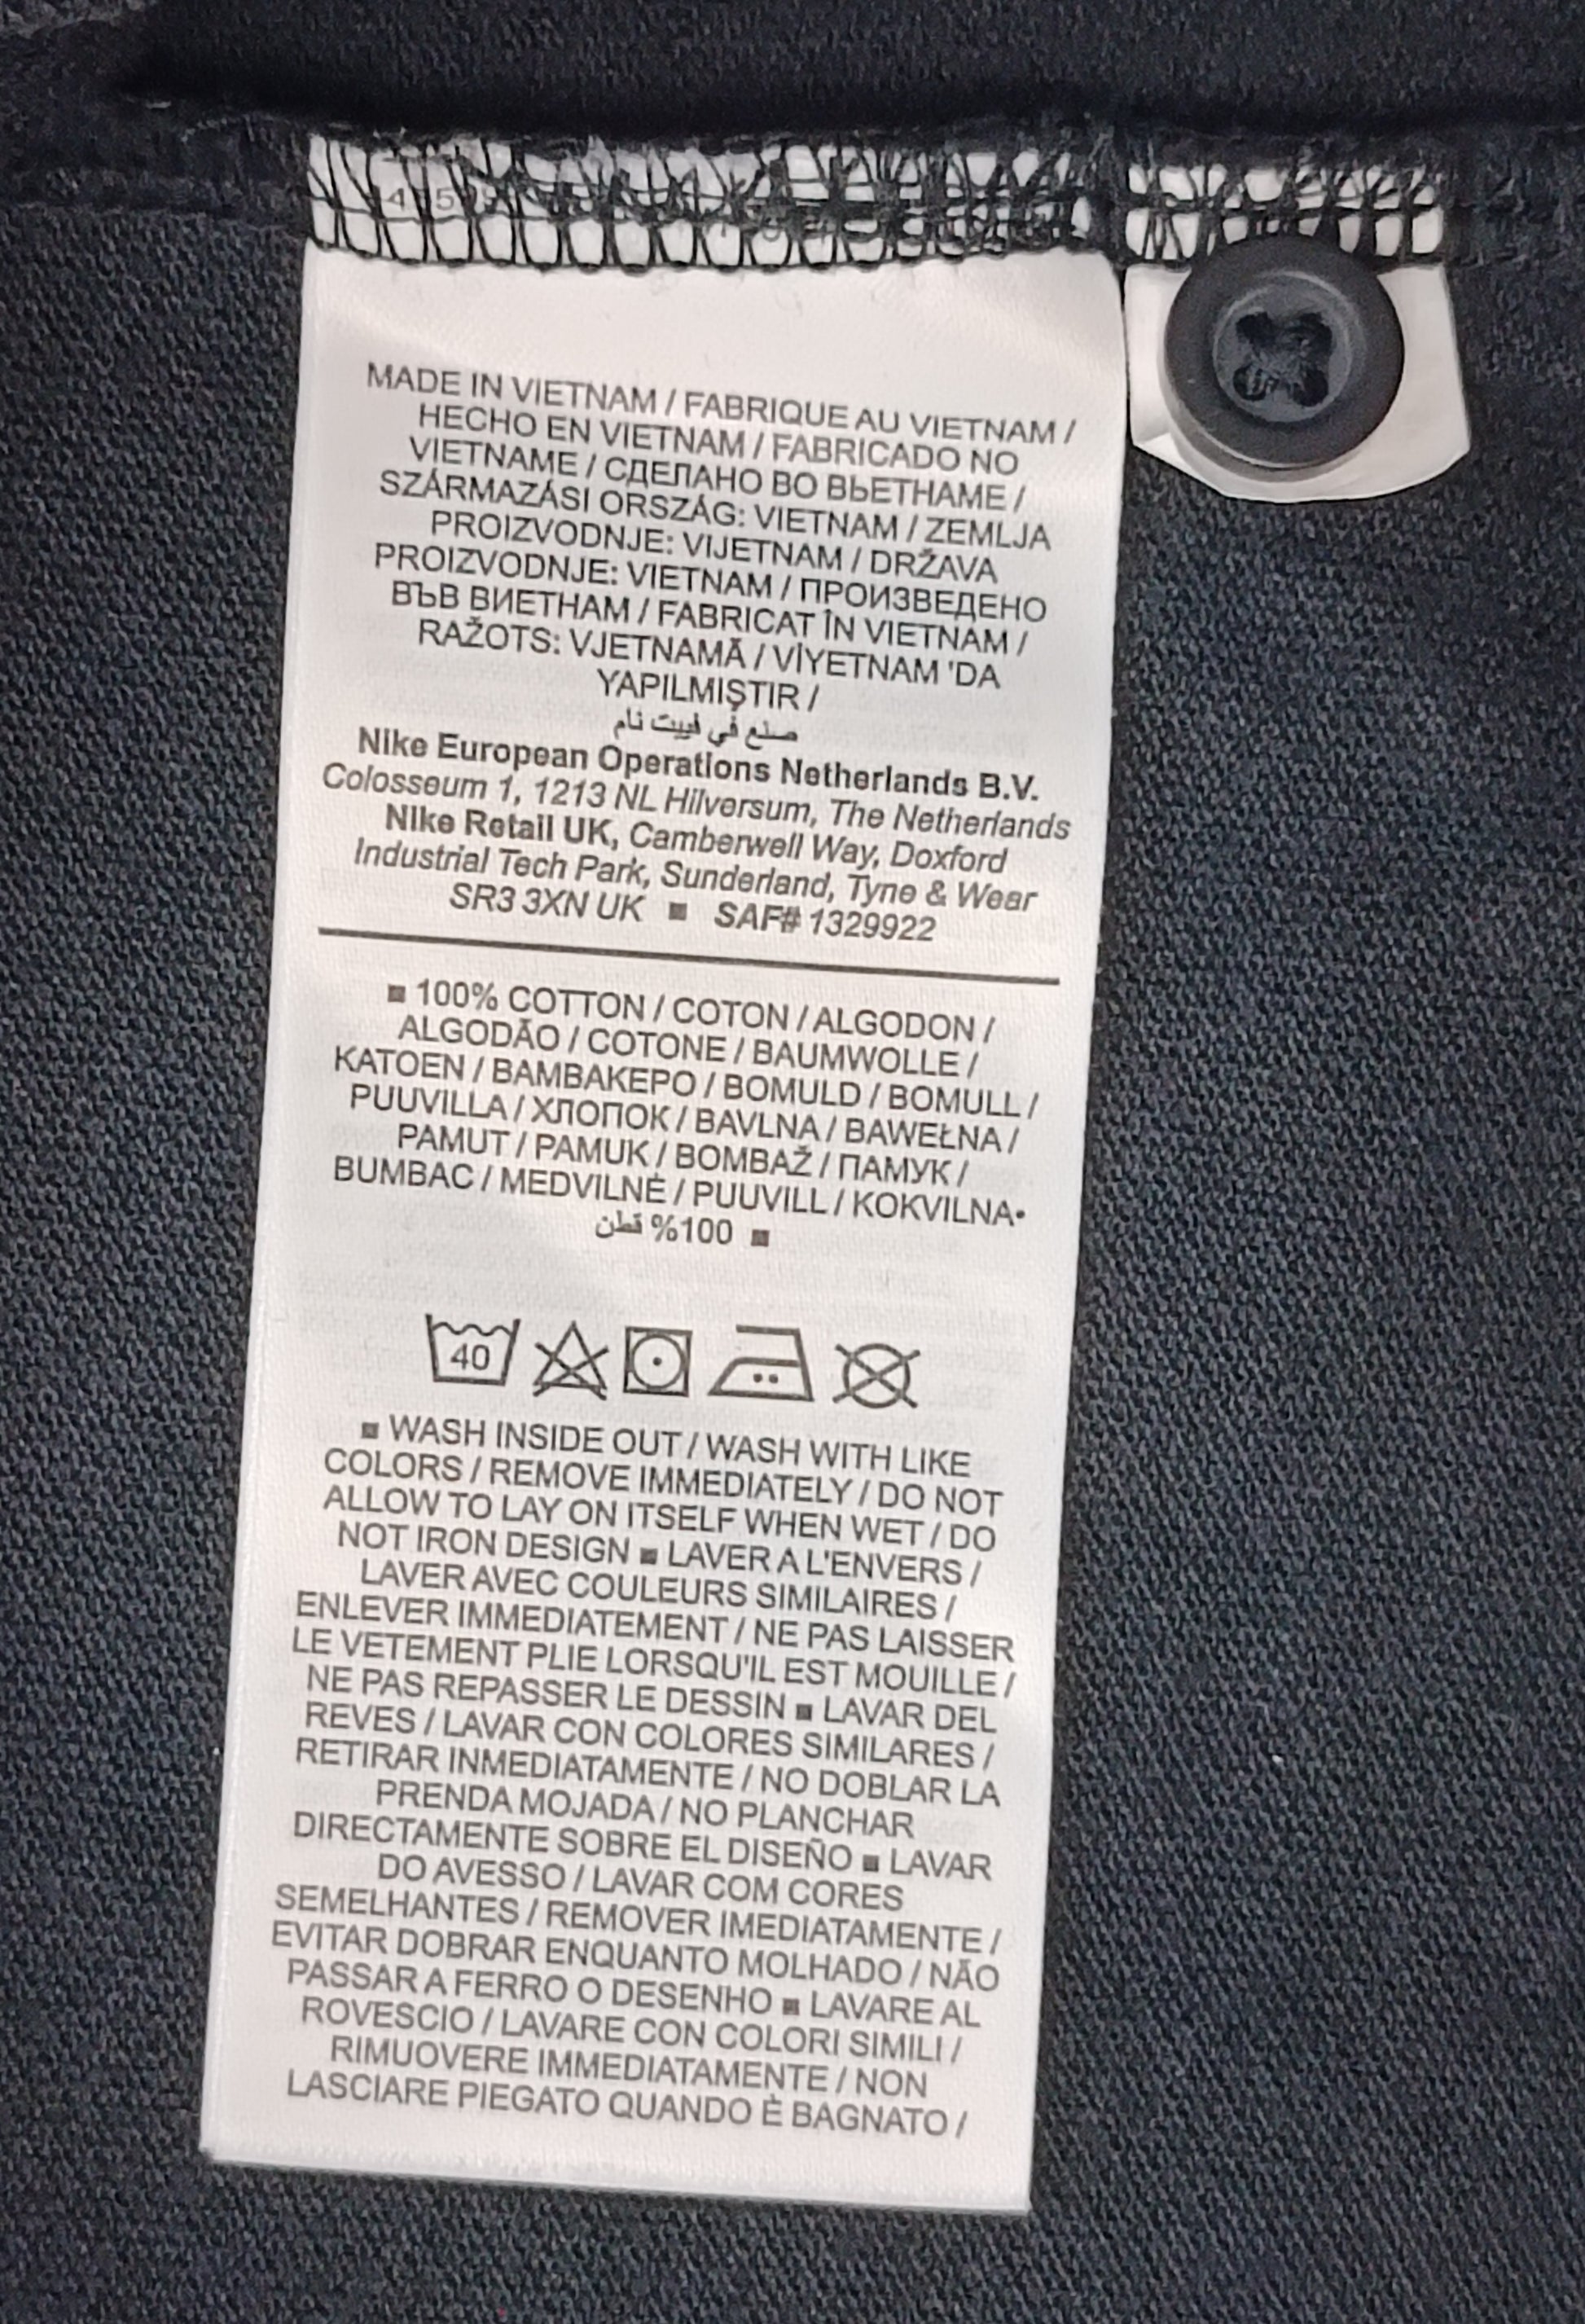 MADE IN VIETNAM / FABRIQUE AU VIETNAM /
HECHO EN VIETNAM / FABRICADO NO
VIETNAME / СДЕЛАНО ВО ВЬЕТНАМЕ /
SZÁRMAZÁSI ORSZÁG: VIETNAM / ZEMLJA
PROIZVODNJE: VIJETNAM / DRŽAVA
PROIZVODNJE: VIETNAM / ПРОИЗВЕДЕНО
ВЪВ ВИЕТНАМ / FABRICAT ÎN VIETNAM /
RAŽOTS: VJETNAMĀ / VİYETNAM 'DA
YAPILMIŞTIR /
صنع في فييت نام
Nike European Operations Netherlands B.V.
Colosseum 1, 1213 NL Hilversum, The Netherlands
Nike Retail UK, Camberwell Way, Doxford
Industrial Tech Park, Sunderland, Tyne & Wear
SR3 3XN UK ■ SAF# 1329922
■ 100% COTTON / COTON / ALGODON /
ALGODÃO / COTONE / BAUMWOLLE /
KATOEN / ΒΑΜΒΑΚΕΡΟ / BOMULD / BOMULL /
PUUVILLA / ХЛОПОК / BAVLNA / BAWEŁNA /
PAMUT / PAMUK / BOMBAŽ / ПАМУК /
BUMBAC / MEDVILNĖ / PUUVILL / KOKVILNA•
■ 100% قطن
40
■ WASH INSIDE OUT / WASH WITH LIKE
COLORS / REMOVE IMMEDIATELY / DO NOT
ALLOW TO LAY ON ITSELF WHEN WET / DO
NOT IRON DESIGN ■ LAVER A L'ENVERS /
LAVER AVEC COULEURS SIMILAIRES /
ENLEVER IMMEDIATEMENT / NE PAS LAISSER
LE VETEMENT PLIE LORSQU'IL EST MOUILLE /
NE PAS REPASSER LE DESSIN ■ LAVAR DEL
REVES / LAVAR CON COLORES SIMILARES /
RETIRAR INMEDIATAMENTE / NO DOBLAR LA
PRENDA MOJADA / NO PLANCHAR
DIRECTAMENTE SOBRE EL DISEÑO ■ LAVAR
DO AVESSO / LAVAR COM CORES
SEMELHANTES / REMOVER IMEDIATAMENTE /
EVITAR DOBRAR ENQUANTO MOLHADO / NÃO
PASSAR A FERRO O DESENHO ■ LAVARE AL
ROVESCIO / LAVARE CON COLORI SIMILI /
RIMUOVERE IMMEDIATAMENTE / NON
LASCIARE PIEGATO QUANDO È BAGNATO /